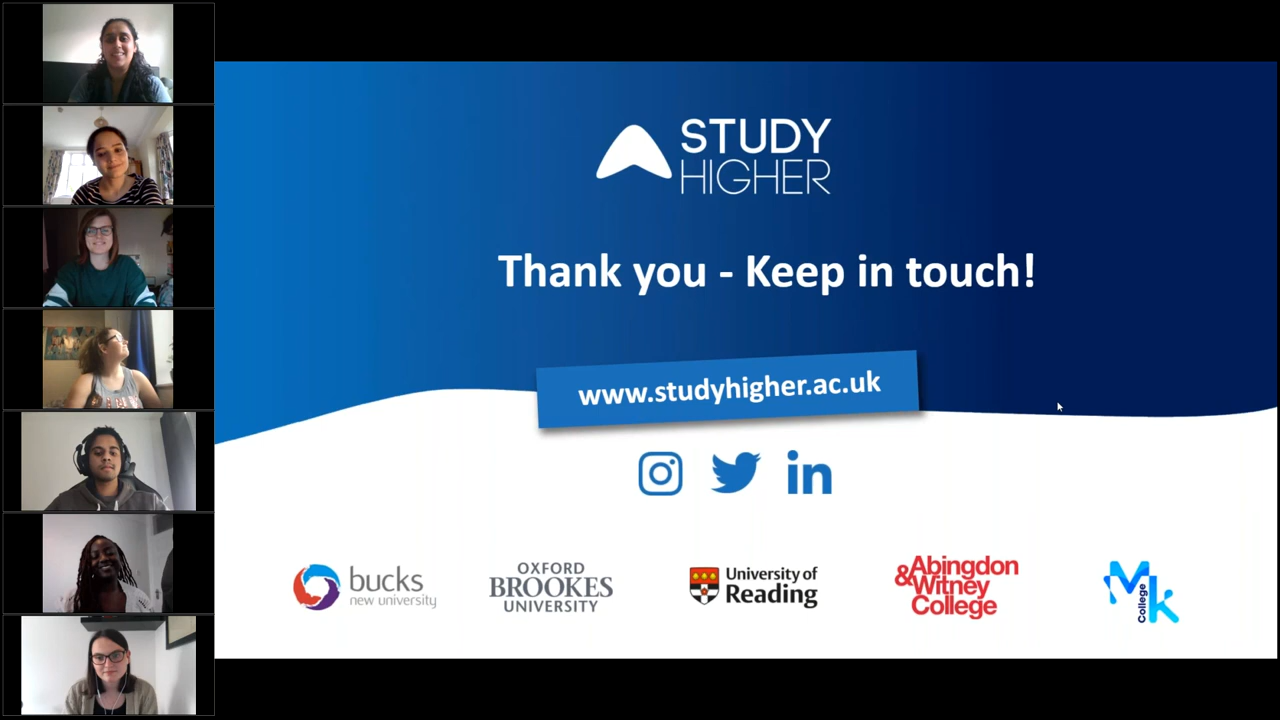 STUDY
HIGHER
Thank you - Keep in touch!
www.studyhigher.ac.uk
in
bucks
new university
OXFORD
BROOKES
UNIVERSITY
University of
Reading
Abingdon
&Witney
College
MK
College